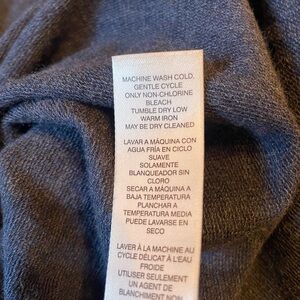 MACHINE WASH COLD,
GENTLE CYCLE
ONLY NON-CHLORINE
BLEACH
TUMBLE DRY LOW
WARM IRON
MAY BE DRY CLEANED
LAVAR A MÁQUINA CON
AGUA FRÍA EN CICLO
SUAVE
SOLAMENTE
BLANQUEADOR SIN
CLORO
SECAR A MÁQUINA A
BAJA TEMPERATURA
PLANCHAR A
TEMPERATURA MEDIA
PUEDE LAVARSE EN
SECO
LAVER À LA MACHINE AU
CYCLE DÉLICAT À L'EAU
FROIDE
UTILISER SEULEMENT
UN AGENT DE
BLANCHIMENT NON